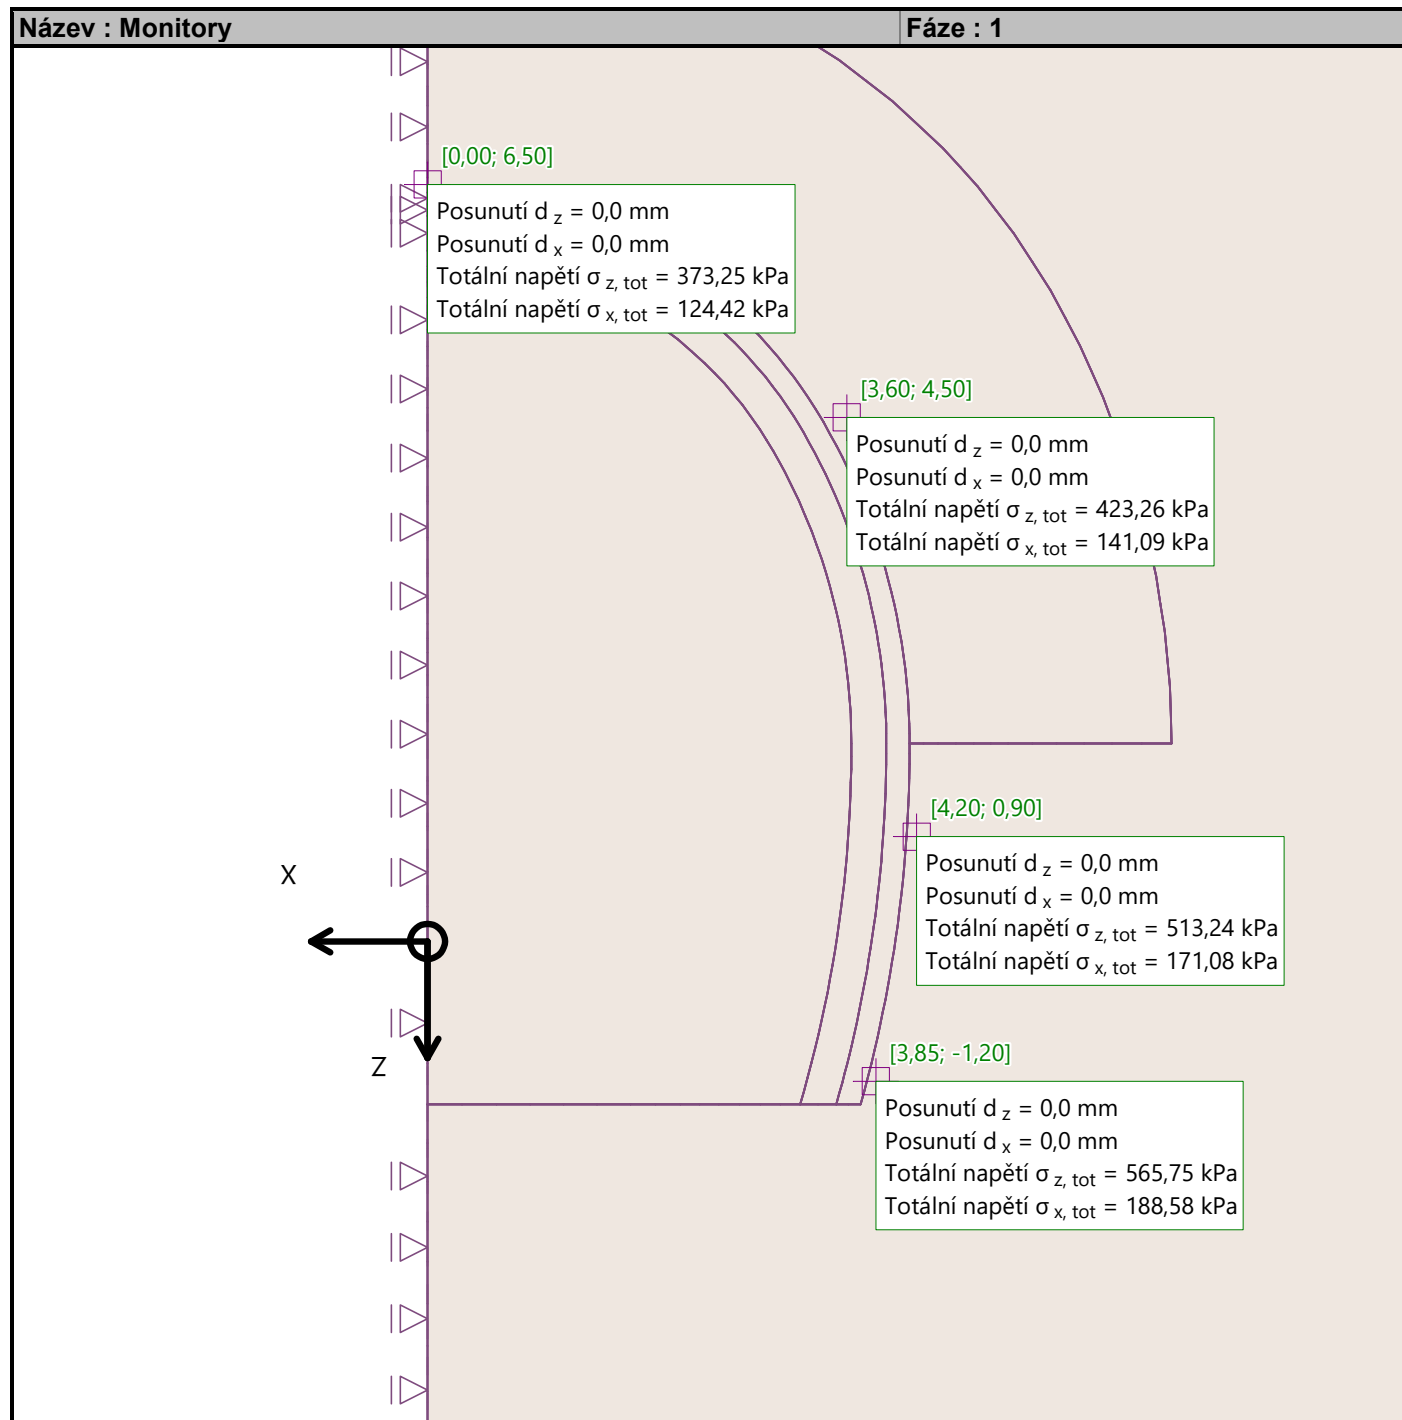 Název : Monitory
Fáze : 1
[0,00; 6,50]
Posunutí d z = 0,0 mm
Posunutí d x = 0,0 mm
Totální napětí σ z, tot = 373,25 kPa
Totální napětí σ x, tot = 124,42 kPa
[3,60; 4,50]
Posunutí d z = 0,0 mm
Posunutí d x = 0,0 mm
Totální napětí σ z, tot = 423,26 kPa
Totální napětí σ x, tot = 141,09 kPa
[4,20; 0,90]
Posunutí d z = 0,0 mm
Posunutí d x = 0,0 mm
Totální napětí σ z, tot = 513,24 kPa
Totální napětí σ x, tot = 171,08 kPa
X
Z
[3,85; -1,20]
Posunutí d z = 0,0 mm
Posunutí d x = 0,0 mm
Totální napětí σ z, tot = 565,75 kPa
Totální napětí σ x, tot = 188,58 kPa